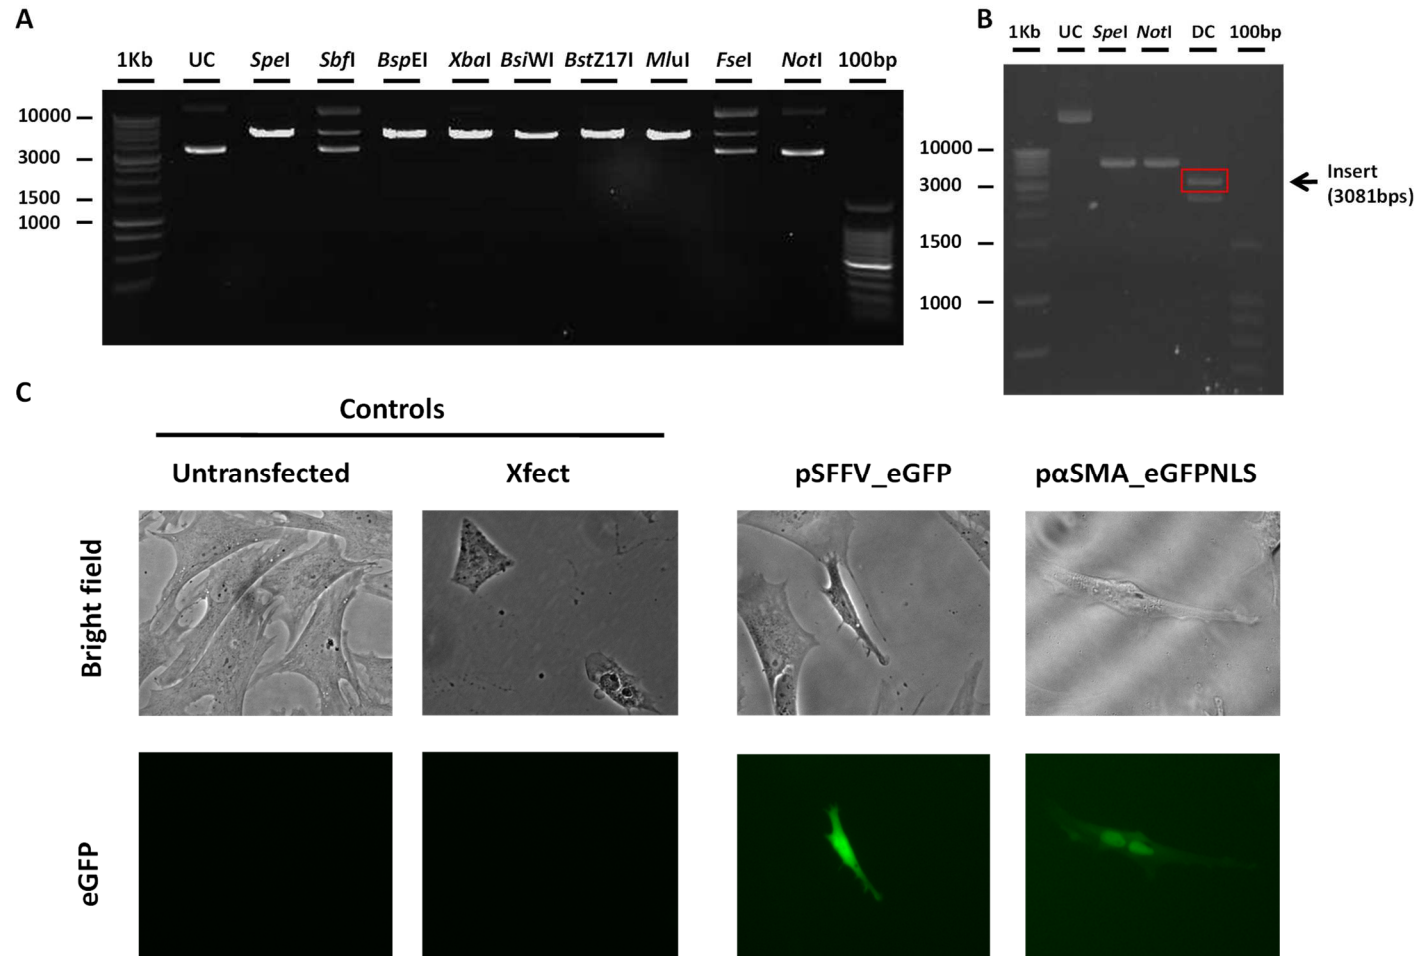 A
1Kb UC SpeI SbfI BspEI XbaI BsiWI BstZ17I MluI FseI NotI 100bp
10000
3000
1500
1000
B
1Kb UC SpeI NotI DC 100bp
10000
3000
1500
1000
Insert
(3081bps)
C
Controls
Untransfected Xfect pSFFV_eGFP pαSMA_eGFPNLS
Bright field
eGFP